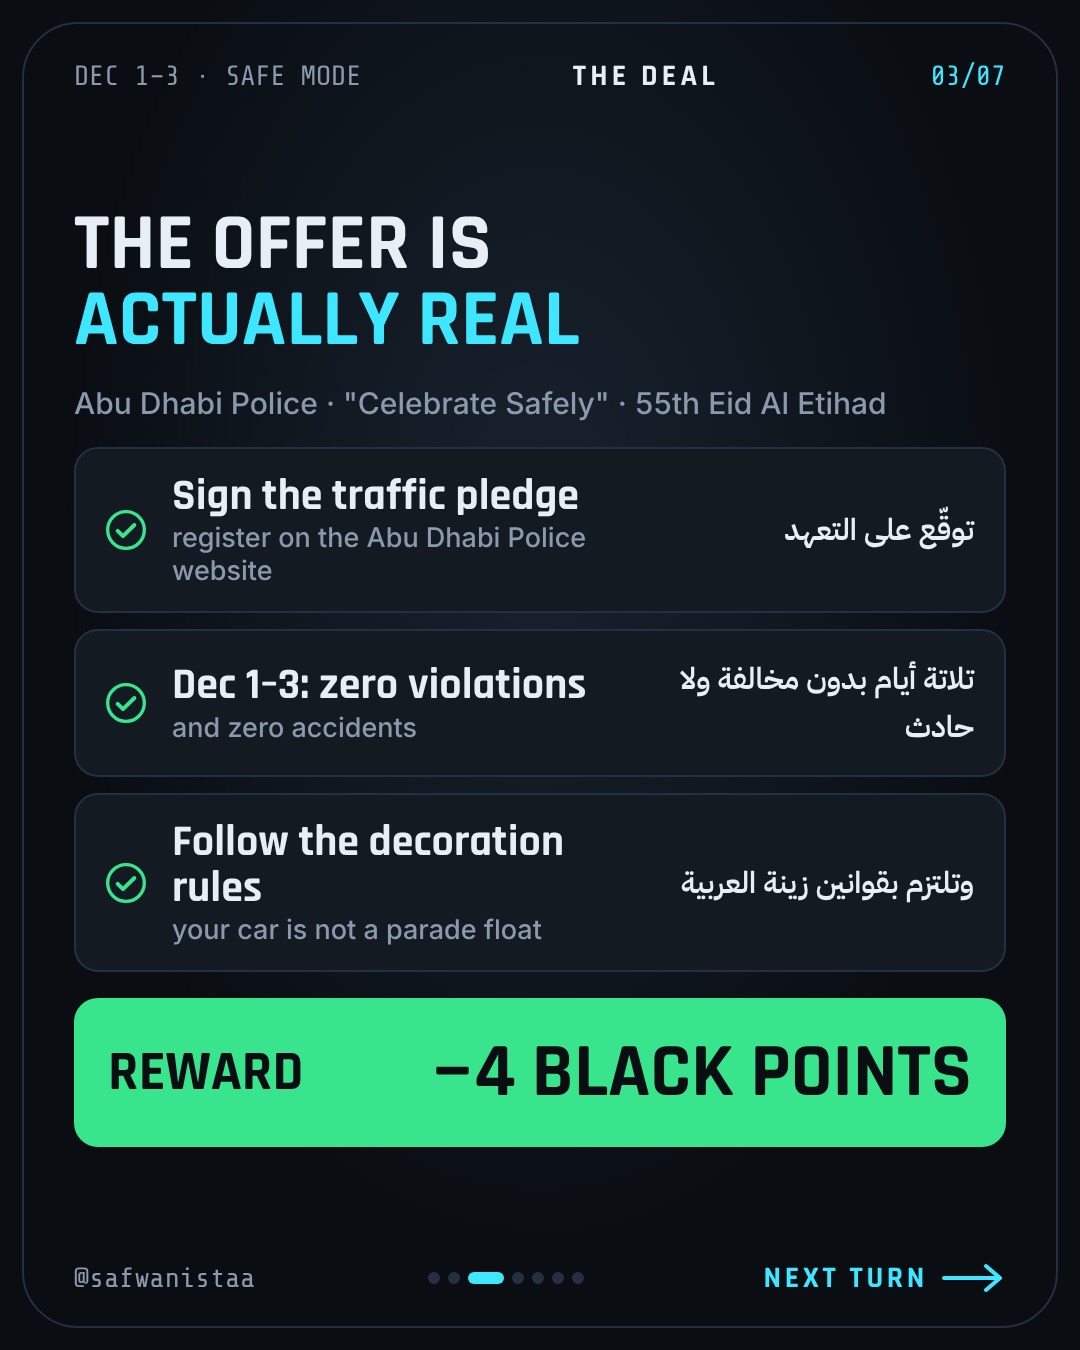 DEC 1–3 · SAFE MODE
THE DEAL
03/07
THE OFFER IS
ACTUALLY REAL
Abu Dhabi Police · "Celebrate Safely" · 55th Eid Al Etihad
Sign the traffic pledge
register on the Abu Dhabi Police
website
توقّع على التعهد
Dec 1–3: zero violations
and zero accidents
تلاتة أيام بدون مخالفة ولا
حادث
Follow the decoration
rules
your car is not a parade float
وتلتزم بقوانين زينة العربية
REWARD
−4 BLACK POINTS
@safwanistaa
NEXT TURN